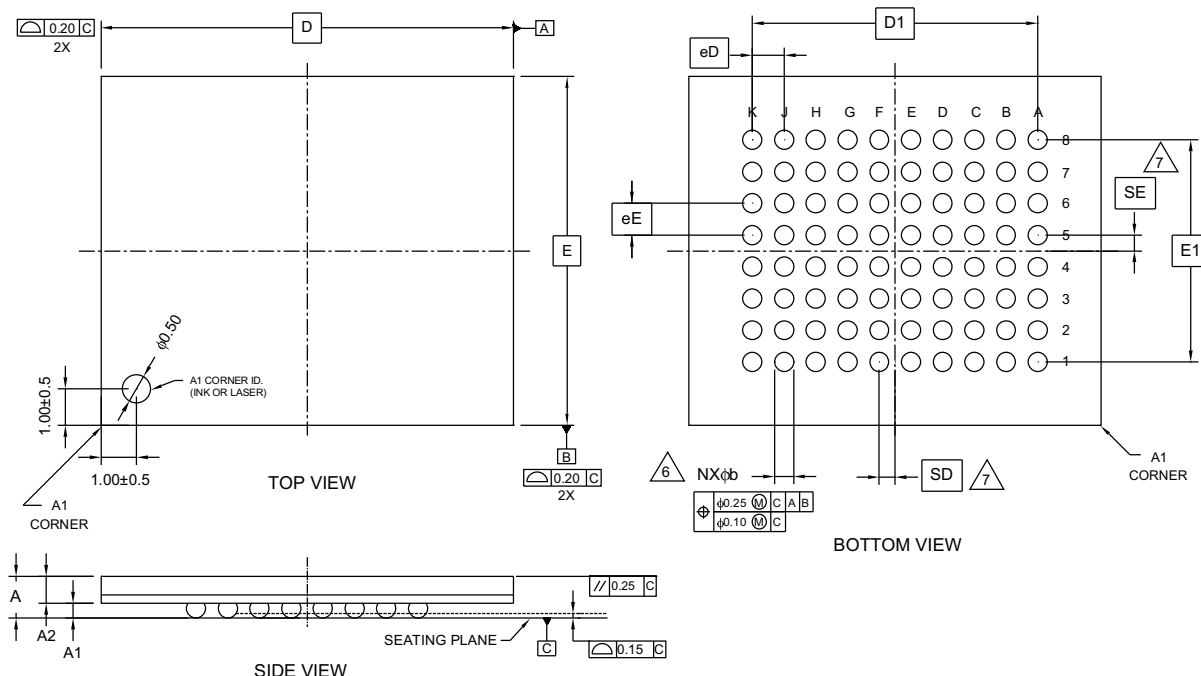 ⌓ 0.20 C
2X
D
A
E
ϕ0.50
A1 CORNER ID.
(INK OR LASER)
1.00±0.5
1.00±0.5
A1
CORNER
TOP VIEW
B
⌓ 0.20 C
2X
D1
eD
K J H G F E D C B A
8
7
6
5
4
3
2
1
7
SE
eE
E1
6
NXϕb
⌖ ϕ0.25 Ⓜ C A B
ϕ0.10 Ⓜ C
SD
7
A1
CORNER
BOTTOM VIEW
A
A2
A1
// 0.25 C
SEATING PLANE
C
⌓ 0.15 C
SIDE VIEW